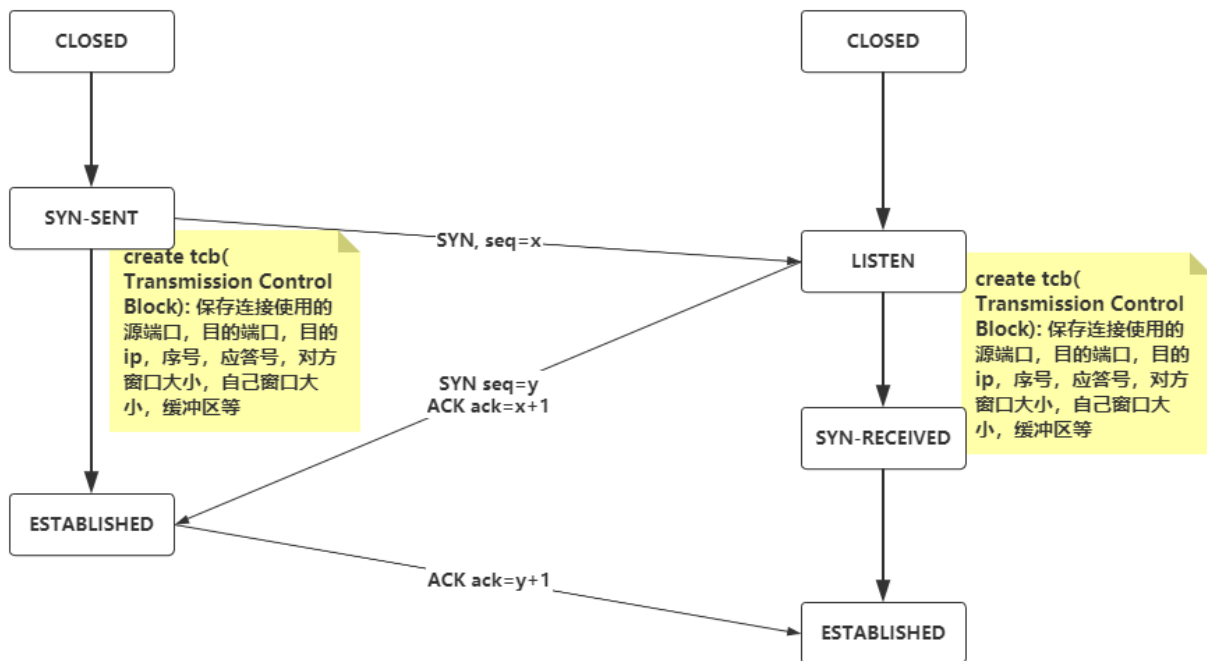 CLOSED
CLOSED
SYN-SENT
SYN, seq=x
LISTEN
create tcb(
Transmission Control
Block): 保存连接使用的
源端口，目的端口，目的
ip，序号，应答号，对方
窗口大小，自己窗口大
小，缓冲区等
create tcb(
Transmission Control
Block): 保存连接使用的
源端口，目的端口，目的
ip，序号，应答号，对方
窗口大小，自己窗口大
小，缓冲区等
SYN seq=y
ACK ack=x+1
SYN-RECEIVED
ESTABLISHED
ACK ack=y+1
ESTABLISHED